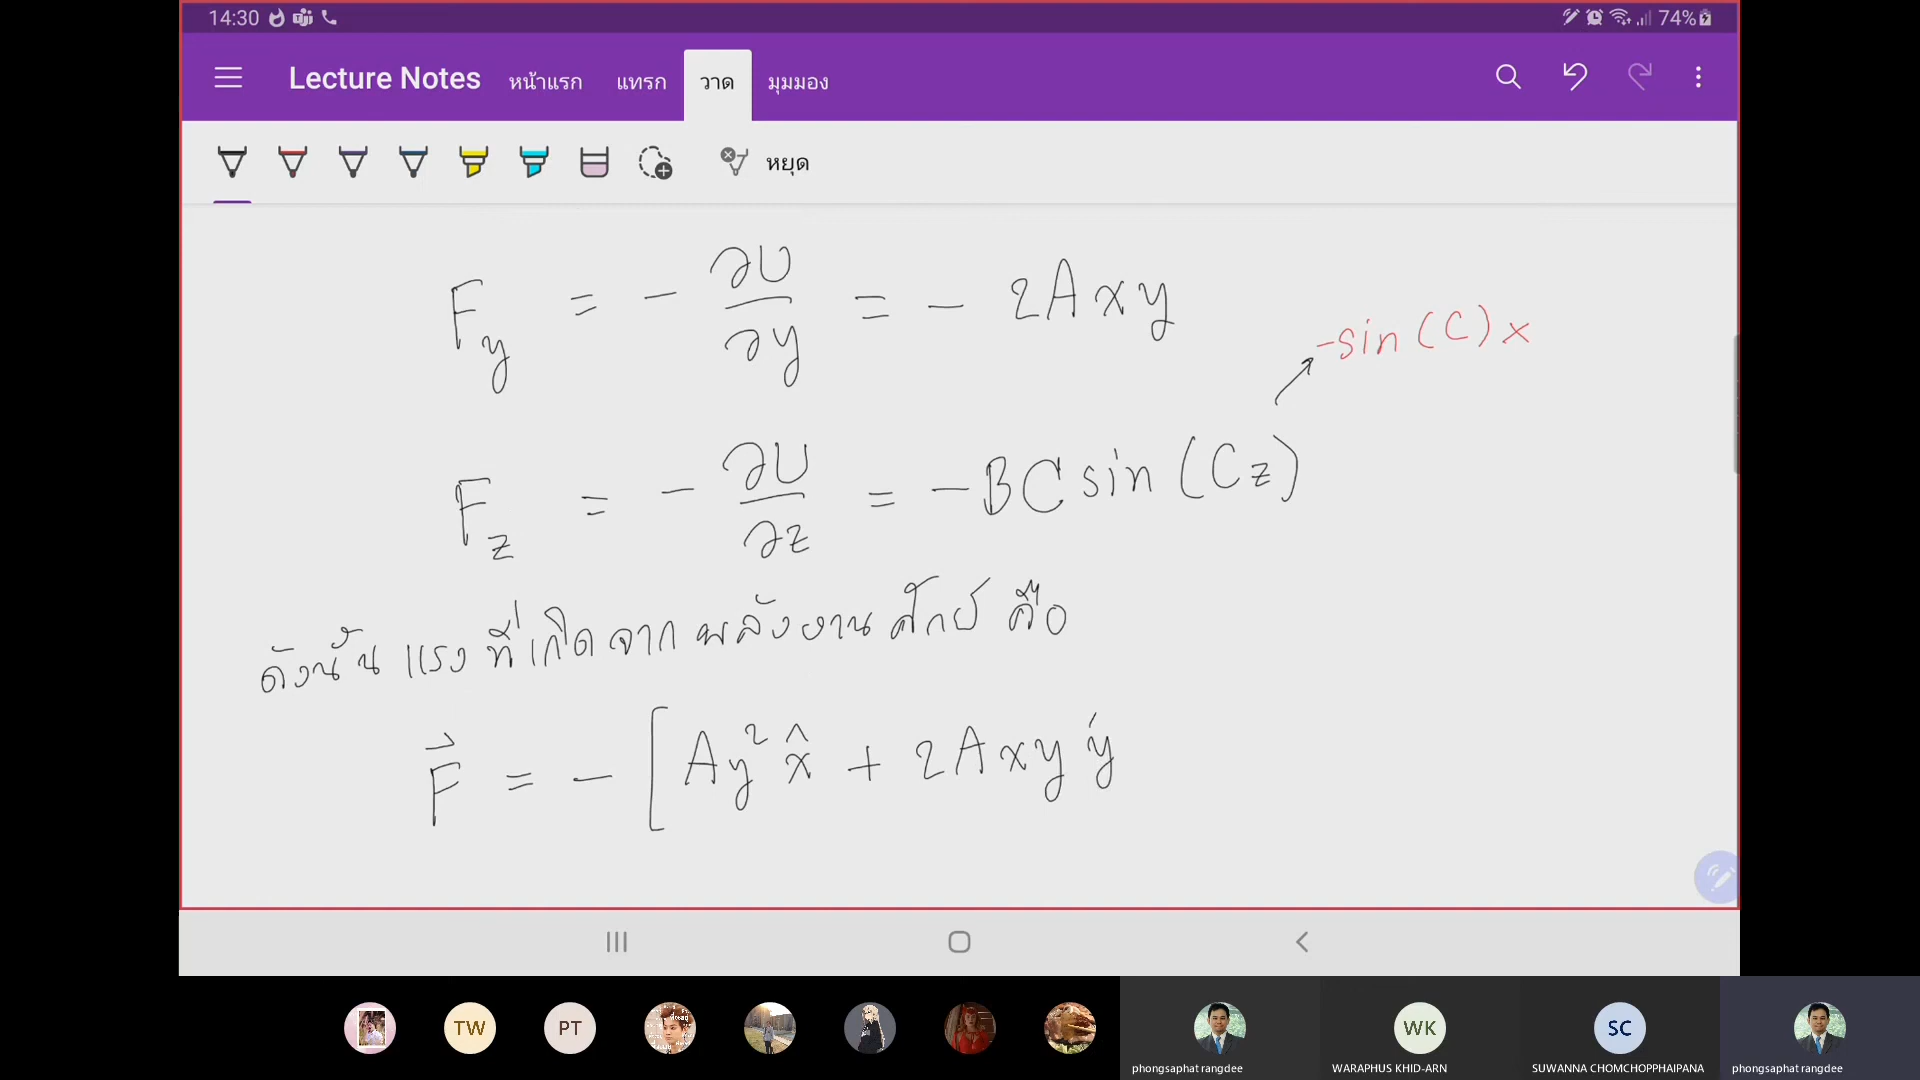 14:30 74%
Lecture Notes หน้าแรก แทรก วาด มุมมอง
หยุด
F_y = - ∂U/∂y = - 2Axy
-sin(C)x
F_z = - ∂U/∂z = -BC sin(Cz)
ดังนั้น แรงที่เกิดจากพลังงานศักย์ คือ
F⃗ = - [Ay² x̂ + 2Axy ý
TW PT WK SC
phongsaphat rangdee WARAPHUS KHID-ARN SUWANNA CHOMCHOPPHAIPANA phongsaphat rangdee